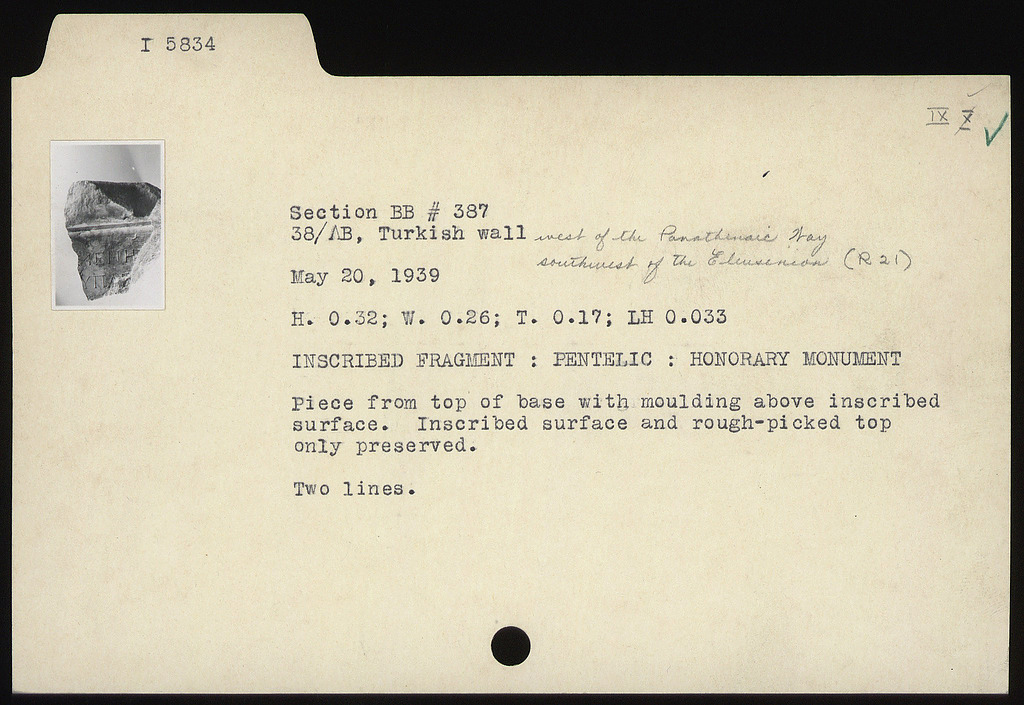 I 5834
IX X
Section BB # 387
38/ΛB, Turkish wall west of the Panathenaic Way
southwest of the Eleusenion (R 21)
May 20, 1939
H. 0.32; W. 0.26; T. 0.17; LH 0.033
INSCRIBED FRAGMENT : PENTELIC : HONORARY MONUMENT
Piece from top of base with moulding above inscribed
surface. Inscribed surface and rough-picked top
only preserved.
Two lines.